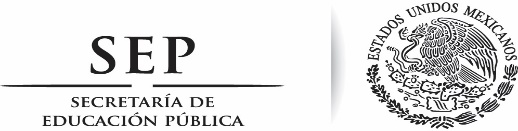 SEP
SECRETARÍA DE
EDUCACIÓN PÚBLICA
ESTADOS UNIDOS MEXICANOS